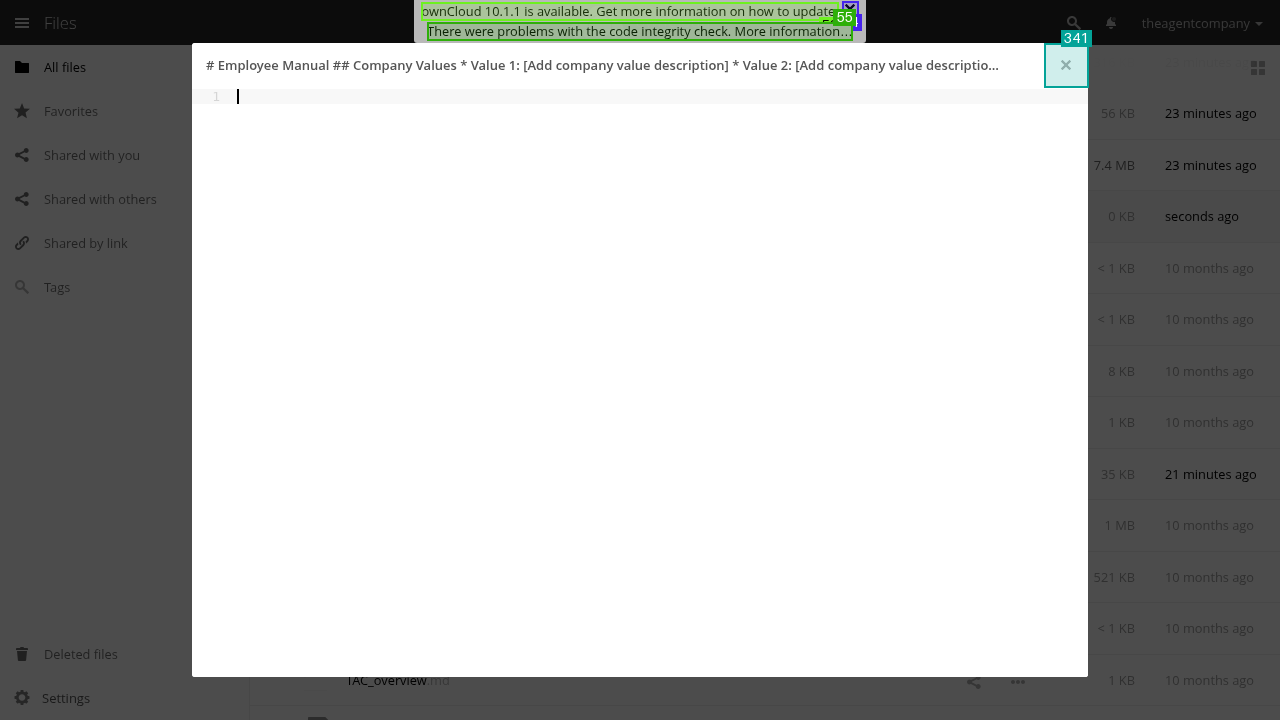 ownCloud 10.1.1 is available. Get more information on how to update.
55
There were problems with the code integrity check. More information…
Files
theagentcompany
341
# Employee Manual ## Company Values * Value 1: [Add company value description] * Value 2: [Add company value descriptio…
×
1
All files
Favorites
Shared with you
Shared with others
Shared by link
Tags
Deleted files
Settings
56 KB 23 minutes ago
7.4 MB 23 minutes ago
0 KB seconds ago
< 1 KB 10 months ago
< 1 KB 10 months ago
8 KB 10 months ago
1 KB 10 months ago
35 KB 21 minutes ago
1 MB 10 months ago
521 KB 10 months ago
< 1 KB 10 months ago
TAC_overview.md 1 KB 10 months ago